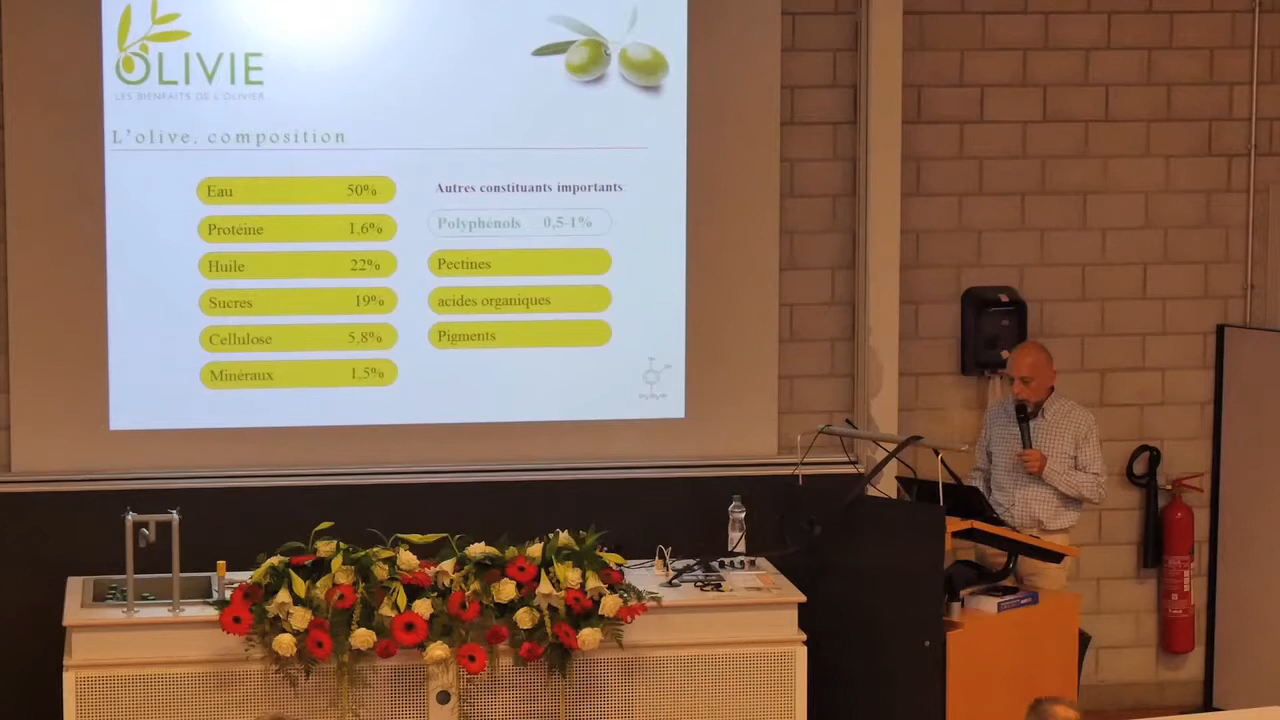 OLIVIE
LES BIENFAITS DE L'OLIVIER
L'olive, composition
Eau 50%
Protéine 1,6%
Huile 22%
Sucres 19%
Cellulose 5,8%
Minéraux 1,5%
Autres constituants importants
Polyphénols 0,5-1%
Pectines
acides organiques
Pigments